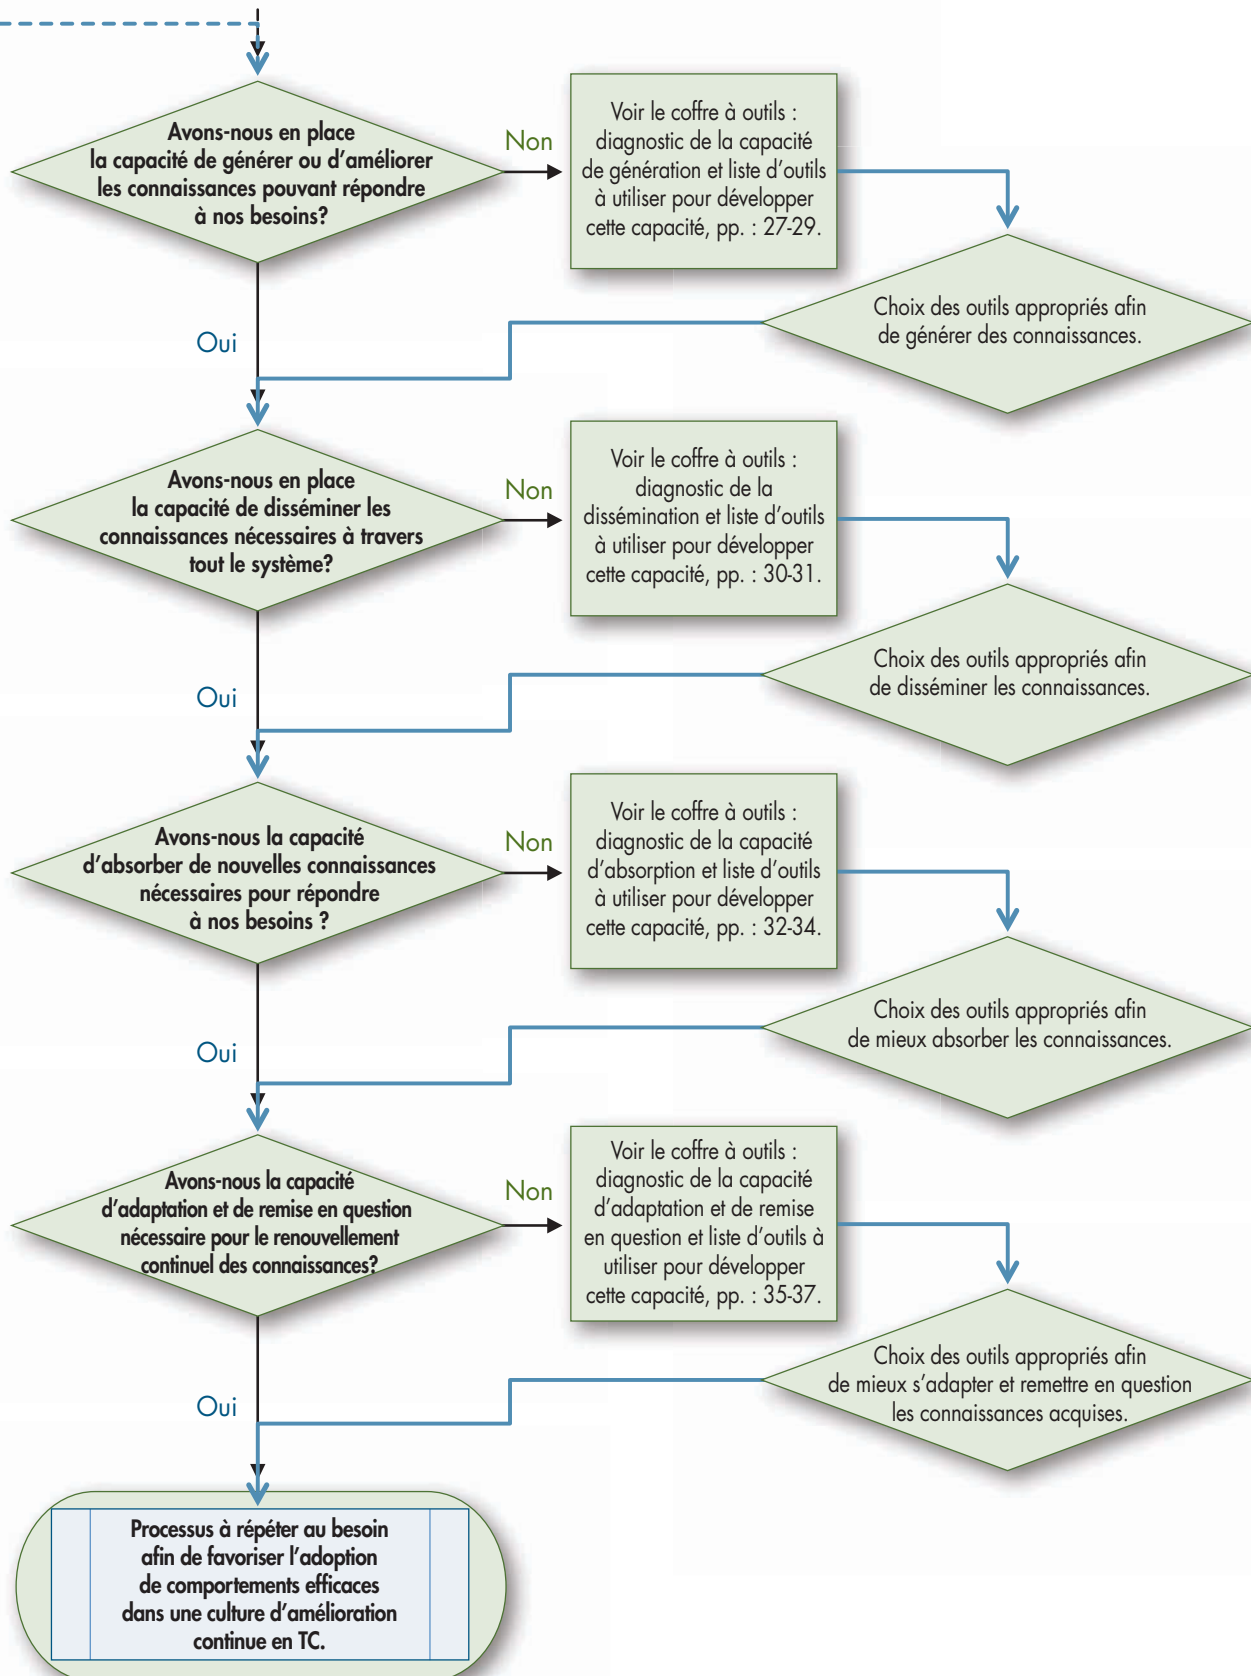 Avons-nous en place
la capacité de générer ou d'améliorer
les connaissances pouvant répondre
à nos besoins?
Non
Voir le coffre à outils :
diagnostic de la capacité
de génération et liste d'outils
à utiliser pour développer
cette capacité, pp. : 27-29.
Choix des outils appropriés afin
de générer des connaissances.
Oui
Avons-nous en place
la capacité de disséminer les
connaissances nécessaires à travers
tout le système?
Non
Voir le coffre à outils :
diagnostic de la
dissémination et liste d'outils
à utiliser pour développer
cette capacité, pp. : 30-31.
Choix des outils appropriés afin
de disséminer les connaissances.
Oui
Avons-nous la capacité
d'absorber de nouvelles connaissances
nécessaires pour répondre
à nos besoins ?
Non
Voir le coffre à outils :
diagnostic de la capacité
d'absorption et liste d'outils
à utiliser pour développer
cette capacité, pp. : 32-34.
Choix des outils appropriés afin
de mieux absorber les connaissances.
Oui
Avons-nous la capacité
d'adaptation et de remise en question
nécessaire pour le renouvellement
continuel des connaissances?
Non
Voir le coffre à outils :
diagnostic de la capacité
d'adaptation et de remise
en question et liste d'outils à
utiliser pour développer
cette capacité, pp. : 35-37.
Choix des outils appropriés afin
de mieux s'adapter et remettre en question
les connaissances acquises.
Oui
Processus à répéter au besoin
afin de favoriser l'adoption
de comportements efficaces
dans une culture d'amélioration
continue en TC.